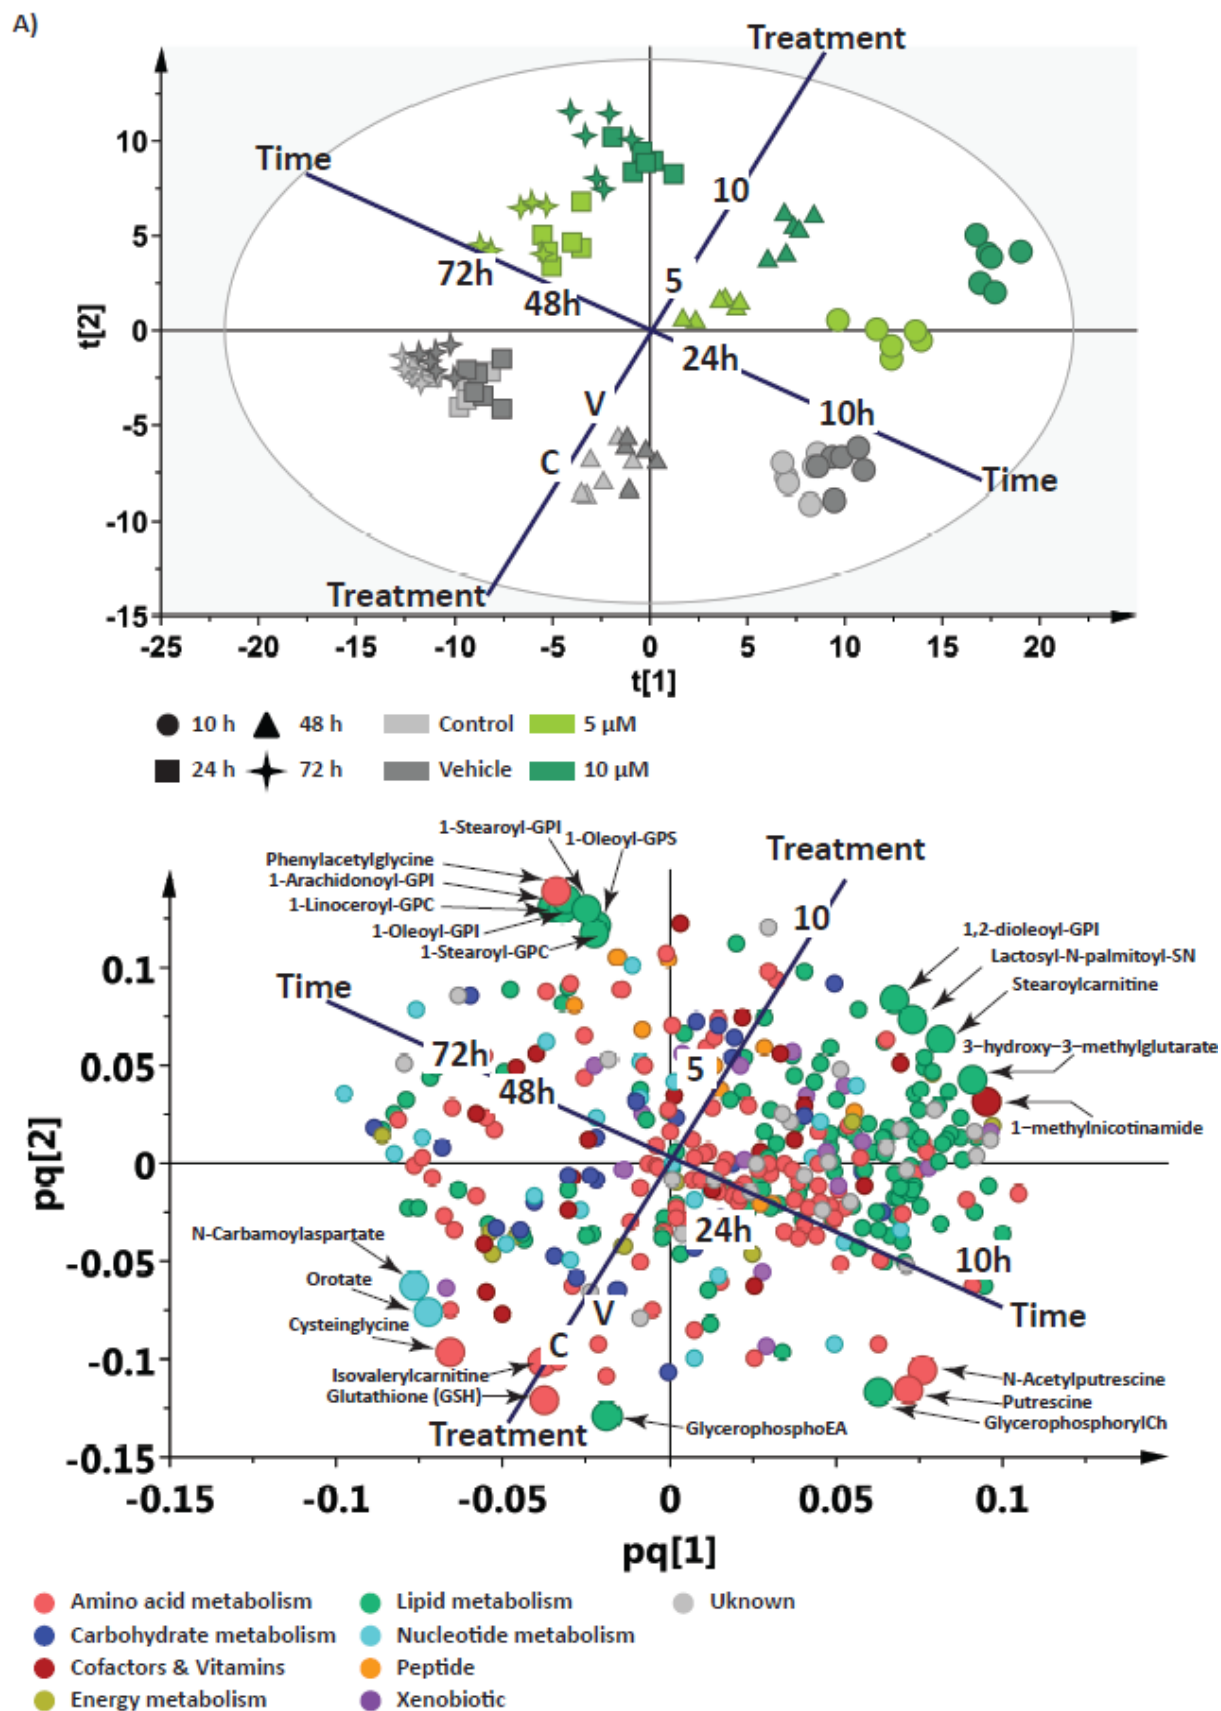 A)
Treatment
Time
10
5
72h
48h
24h
10h
V
C
Time
Treatment
10
5
0
-5
-10
-15
t[2]
-25 -20 -15 -10 -5 0 5 10 15 20
t[1]
10 h 48 h Control 5 µM
24 h 72 h Vehicle 10 µM
1-Stearoyl-GPI
1-Oleoyl-GPS
Phenylacetylglycine
1-Arachidonoyl-GPI
1-Linoceroyl-GPC
1-Oleoyl-GPI
1-Stearoyl-GPC
Treatment
10
1,2-dioleoyl-GPI
Lactosyl-N-palmitoyl-SN
Stearoylcarnitine
3-hydroxy-3-methylglutarate
1-methylnicotinamide
Time
72h
48h
5
24h
10h
Time
N-Carbamoylaspartate
Orotate
Cysteinglycine
Isovalerylcarnitine
Glutathione (GSH)
V
C
Treatment
GlycerophosphoEA
N-Acetylputrescine
Putrescine
GlycerophosphorylCh
0.1
0.05
0
-0.05
-0.1
-0.15
pq[2]
-0.15 -0.1 -0.05 0 0.05 0.1
pq[1]
Amino acid metabolism Lipid metabolism Uknown
Carbohydrate metabolism Nucleotide metabolism
Cofactors & Vitamins Peptide
Energy metabolism Xenobiotic